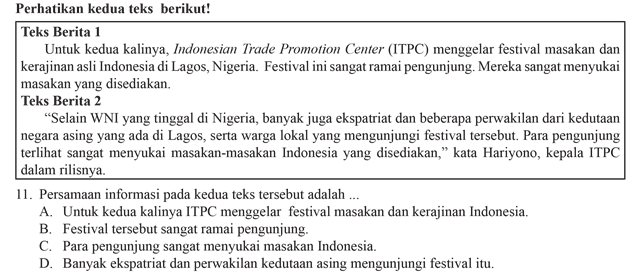 Perhatikan kedua teks berikut!
Teks Berita 1
Untuk kedua kalinya, Indonesian Trade Promotion Center (ITPC) menggelar festival masakan dan
kerajinan asli Indonesia di Lagos, Nigeria. Festival ini sangat ramai pengunjung. Mereka sangat menyukai
masakan yang disediakan.
Teks Berita 2
“Selain WNI yang tinggal di Nigeria, banyak juga ekspatriat dan beberapa perwakilan dari kedutaan
negara asing yang ada di Lagos, serta warga lokal yang mengunjungi festival tersebut. Para pengunjung
terlihat sangat menyukai masakan-masakan Indonesia yang disediakan,” kata Hariyono, kepala ITPC
dalam rilisnya.
11. Persamaan informasi pada kedua teks tersebut adalah ...
A. Untuk kedua kalinya ITPC menggelar festival masakan dan kerajinan Indonesia.
B. Festival tersebut sangat ramai pengunjung.
C. Para pengunjung sangat menyukai masakan Indonesia.
D. Banyak ekspatriat dan perwakilan kedutaan asing mengunjungi festival itu.